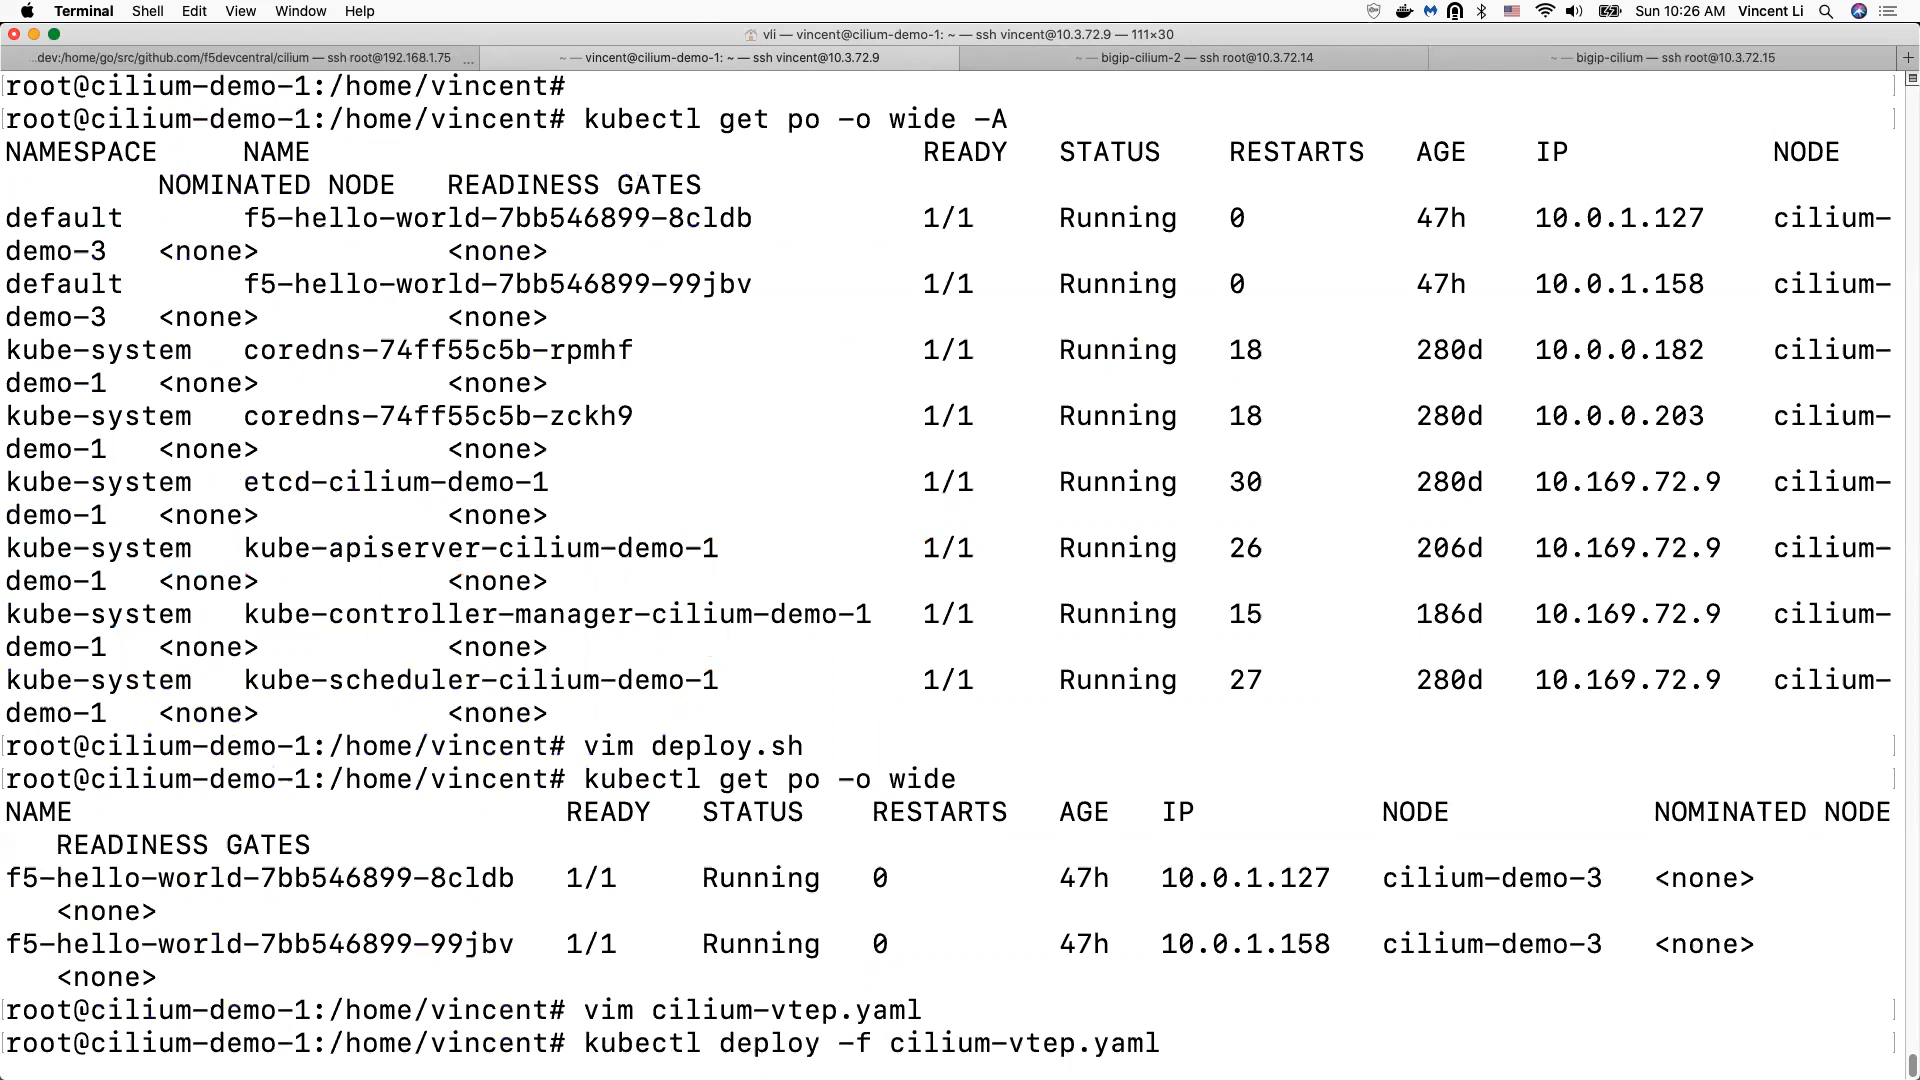 Terminal Shell Edit View Window Help Sun 10:26 AM Vincent Li
vli — vincent@cilium-demo-1: ~ — ssh vincent@10.3.72.9 — 111×30
...dev:/home/go/src/github.com/f5devcentral/cilium — ssh root@192.168.1.75 ... ~ — vincent@cilium-demo-1: ~ — ssh vincent@10.3.72.9 ~ — bigip-cilium-2 — ssh root@10.3.72.14 ~ — bigip-cilium — ssh root@10.3.72.15 +
[root@cilium-demo-1:/home/vincent# ]
[root@cilium-demo-1:/home/vincent# kubectl get po -o wide -A ]
NAMESPACE     NAME                                    READY   STATUS    RESTARTS   AGE    IP            NODE
         NOMINATED NODE   READINESS GATES
default       f5-hello-world-7bb546899-8cldb          1/1     Running   0          47h    10.0.1.127    cilium-
demo-3   <none>           <none>
default       f5-hello-world-7bb546899-99jbv          1/1     Running   0          47h    10.0.1.158    cilium-
demo-3   <none>           <none>
kube-system   coredns-74ff55c5b-rpmhf                 1/1     Running   18         280d   10.0.0.182    cilium-
demo-1   <none>           <none>
kube-system   coredns-74ff55c5b-zckh9                 1/1     Running   18         280d   10.0.0.203    cilium-
demo-1   <none>           <none>
kube-system   etcd-cilium-demo-1                      1/1     Running   30         280d   10.169.72.9   cilium-
demo-1   <none>           <none>
kube-system   kube-apiserver-cilium-demo-1            1/1     Running   26         206d   10.169.72.9   cilium-
demo-1   <none>           <none>
kube-system   kube-controller-manager-cilium-demo-1   1/1     Running   15         186d   10.169.72.9   cilium-
demo-1   <none>           <none>
kube-system   kube-scheduler-cilium-demo-1            1/1     Running   27         280d   10.169.72.9   cilium-
demo-1   <none>           <none>
[root@cilium-demo-1:/home/vincent# vim deploy.sh ]
[root@cilium-demo-1:/home/vincent# kubectl get po -o wide ]
NAME                             READY   STATUS    RESTARTS   AGE   IP           NODE            NOMINATED NODE
   READINESS GATES
f5-hello-world-7bb546899-8cldb   1/1     Running   0          47h   10.0.1.127   cilium-demo-3   <none>
   <none>
f5-hello-world-7bb546899-99jbv   1/1     Running   0          47h   10.0.1.158   cilium-demo-3   <none>
   <none>
[root@cilium-demo-1:/home/vincent# vim cilium-vtep.yaml ]
[root@cilium-demo-1:/home/vincent# kubectl deploy -f cilium-vtep.yaml ]